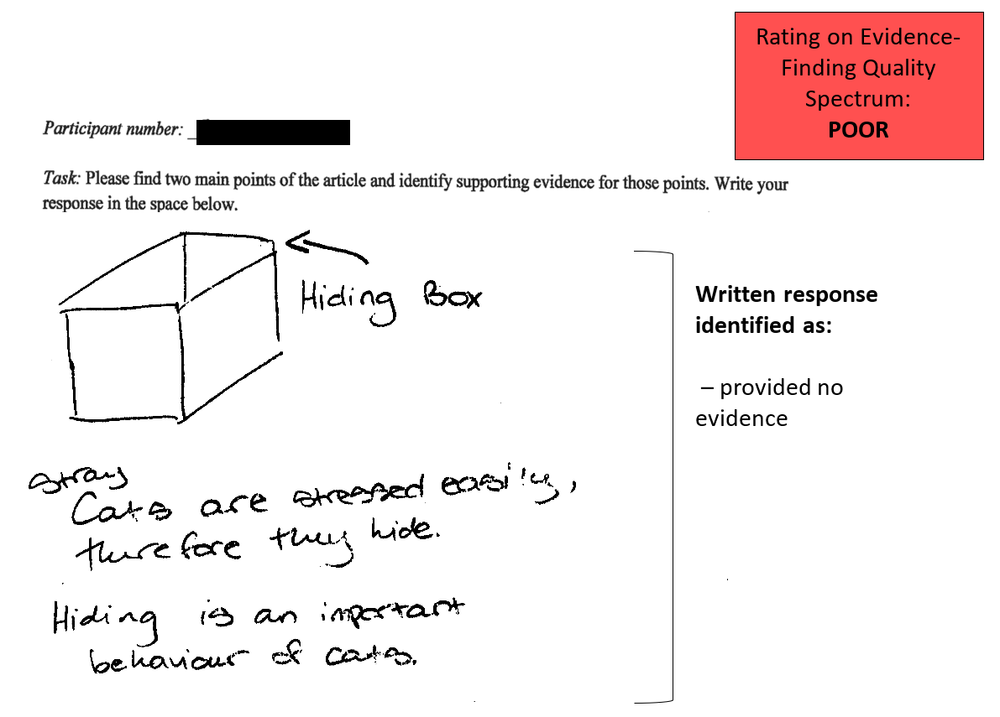 Rating on Evidence-
Finding Quality
Spectrum:
POOR
Participant number:
Task: Please find two main points of the article and identify supporting evidence for those points. Write your
response in the space below.
Hiding Box
Written response
identified as:
– provided no
evidence
Stray
Cats are stressed easily,
therefore they hide.
Hiding is an important
behaviour of cats.